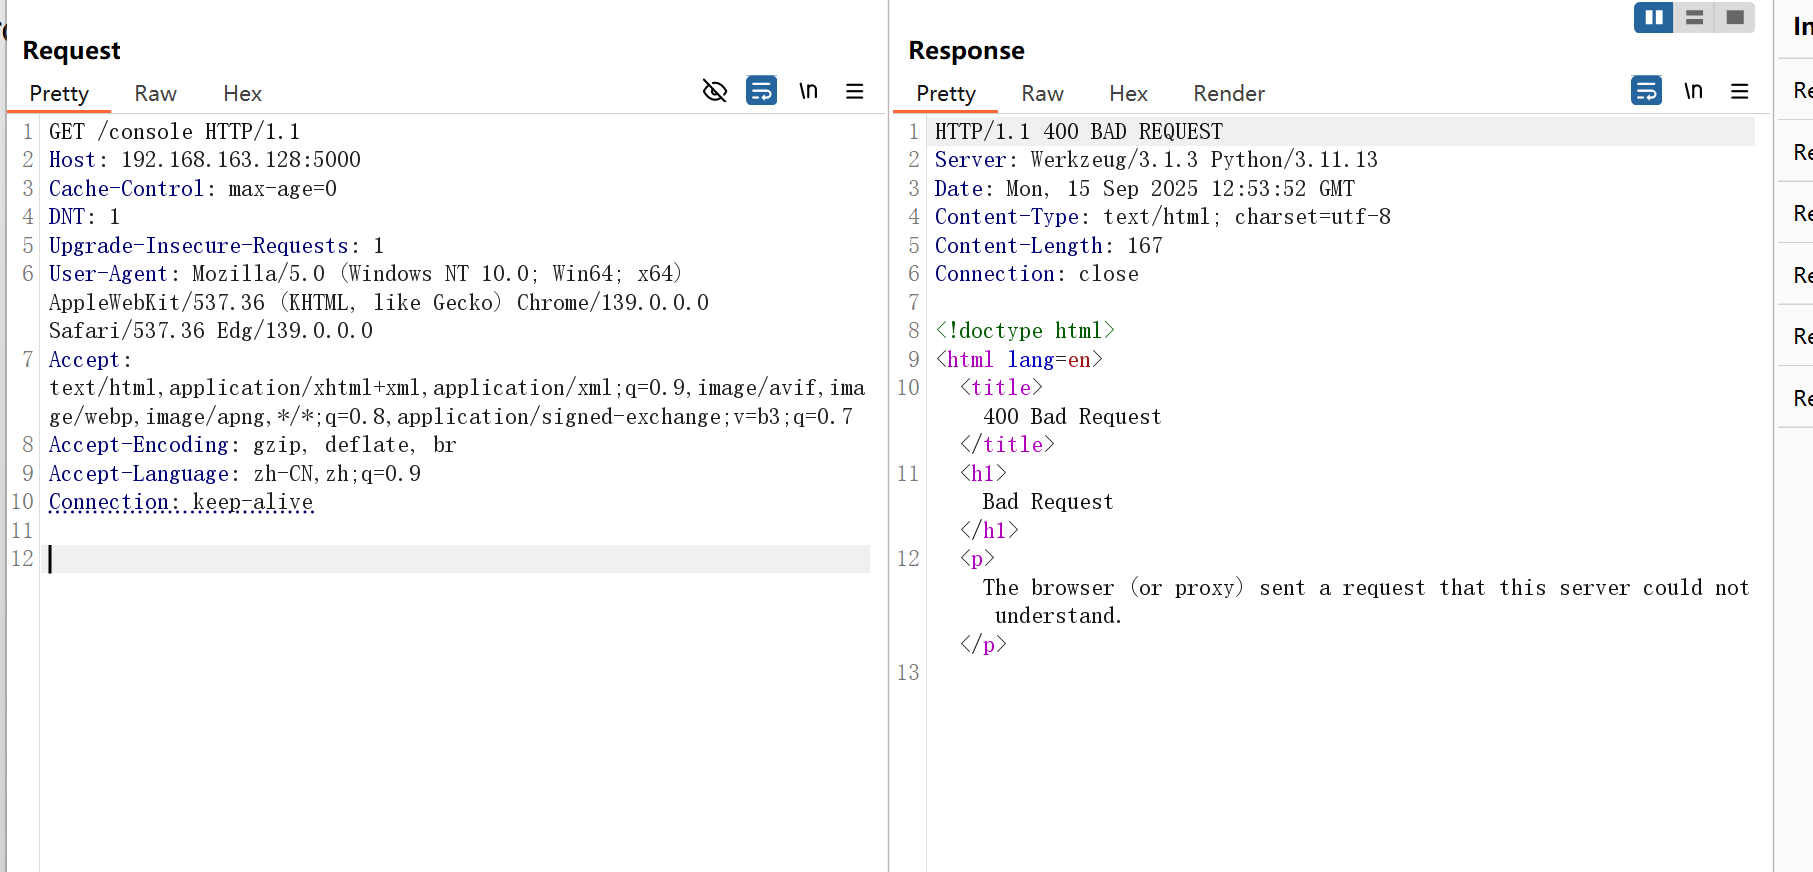 Request
Pretty Raw Hex \n
1 GET /console HTTP/1.1
2 Host: 192.168.163.128:5000
3 Cache-Control: max-age=0
4 DNT: 1
5 Upgrade-Insecure-Requests: 1
6 User-Agent: Mozilla/5.0 (Windows NT 10.0; Win64; x64)
AppleWebKit/537.36 (KHTML, like Gecko) Chrome/139.0.0.0
Safari/537.36 Edg/139.0.0.0
7 Accept:
text/html,application/xhtml+xml,application/xml;q=0.9,image/avif,ima
ge/webp,image/apng,*/*;q=0.8,application/signed-exchange;v=b3;q=0.7
8 Accept-Encoding: gzip, deflate, br
9 Accept-Language: zh-CN,zh;q=0.9
10 Connection: keep-alive
11
12
Response
Pretty Raw Hex Render \n
1 HTTP/1.1 400 BAD REQUEST
2 Server: Werkzeug/3.1.3 Python/3.11.13
3 Date: Mon, 15 Sep 2025 12:53:52 GMT
4 Content-Type: text/html; charset=utf-8
5 Content-Length: 167
6 Connection: close
7
8 <!doctype html>
9 <html lang=en>
10 <title>
400 Bad Request
</title>
11 <h1>
Bad Request
</h1>
12 <p>
The browser (or proxy) sent a request that this server could not
understand.
</p>
13
In
Re
Re
Re
Re
Re
Re